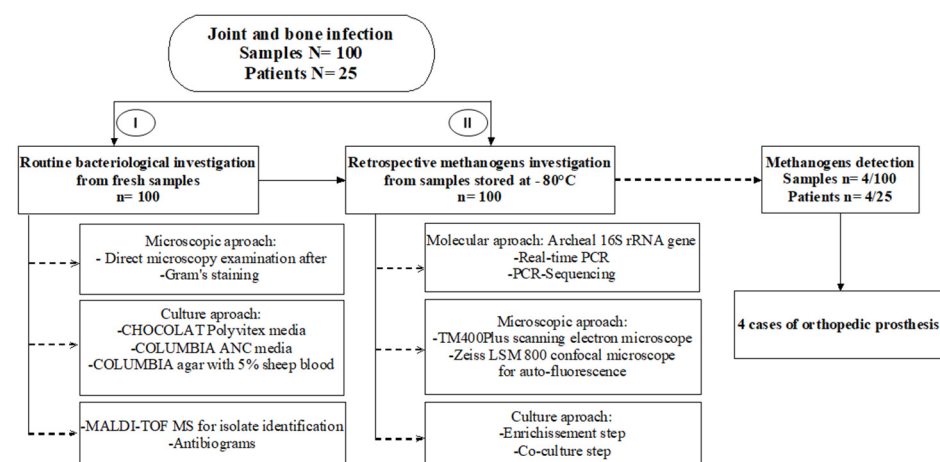 Joint and bone infection
Samples N= 100
Patients N= 25
I
II
Routine bacteriological investigation
from fresh samples
n= 100
Retrospective methanogens investigation
from samples stored at - 80°C
n= 100
Methanogens detection
Samples n= 4/100
Patients n= 4/25
Microscopic aproach:
- Direct microscopy examination after
-Gram's staining
Culture aproach:
-CHOCOLAT Polyvitex media
-COLUMBIA ANC media
-COLUMBIA agar with 5% sheep blood
-MALDI-TOF MS for isolate identification
-Antibiograms
Molecular aproach: Archeal 16S rRNA gene
-Real-time PCR
-PCR-Sequencing
Microscopic aproach:
-TM400Plus scanning electron microscope
-Zeiss LSM 800 confocal microscope
for auto-fluorescence
Culture aproach:
-Enrichissement step
-Co-culture step
4 cases of orthopedic prosthesis